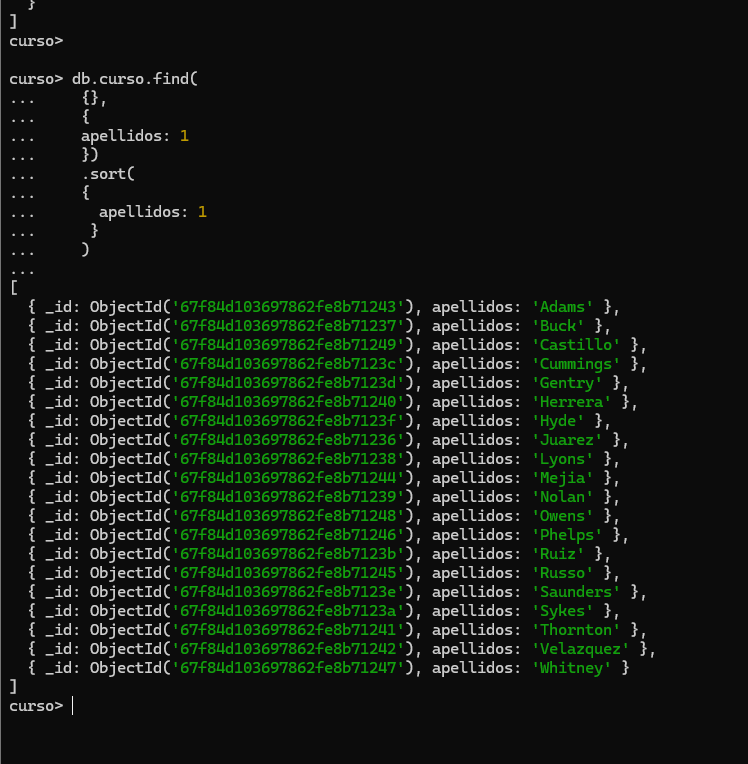 }
]
curso>

curso> db.curso.find(
...     {},
...     {
...     apellidos: 1
...     })
...     .sort(
...     {
...       apellidos: 1
...      }
...     )
...
[
  { _id: ObjectId('67f84d103697862fe8b71243'), apellidos: 'Adams' },
  { _id: ObjectId('67f84d103697862fe8b71237'), apellidos: 'Buck' },
  { _id: ObjectId('67f84d103697862fe8b71249'), apellidos: 'Castillo' },
  { _id: ObjectId('67f84d103697862fe8b7123c'), apellidos: 'Cummings' },
  { _id: ObjectId('67f84d103697862fe8b7123d'), apellidos: 'Gentry' },
  { _id: ObjectId('67f84d103697862fe8b71240'), apellidos: 'Herrera' },
  { _id: ObjectId('67f84d103697862fe8b7123f'), apellidos: 'Hyde' },
  { _id: ObjectId('67f84d103697862fe8b71236'), apellidos: 'Juarez' },
  { _id: ObjectId('67f84d103697862fe8b71238'), apellidos: 'Lyons' },
  { _id: ObjectId('67f84d103697862fe8b71244'), apellidos: 'Mejia' },
  { _id: ObjectId('67f84d103697862fe8b71239'), apellidos: 'Nolan' },
  { _id: ObjectId('67f84d103697862fe8b71248'), apellidos: 'Owens' },
  { _id: ObjectId('67f84d103697862fe8b71246'), apellidos: 'Phelps' },
  { _id: ObjectId('67f84d103697862fe8b7123b'), apellidos: 'Ruiz' },
  { _id: ObjectId('67f84d103697862fe8b71245'), apellidos: 'Russo' },
  { _id: ObjectId('67f84d103697862fe8b7123e'), apellidos: 'Saunders' },
  { _id: ObjectId('67f84d103697862fe8b7123a'), apellidos: 'Sykes' },
  { _id: ObjectId('67f84d103697862fe8b71241'), apellidos: 'Thornton' },
  { _id: ObjectId('67f84d103697862fe8b71242'), apellidos: 'Velazquez' },
  { _id: ObjectId('67f84d103697862fe8b71247'), apellidos: 'Whitney' }
]
curso>